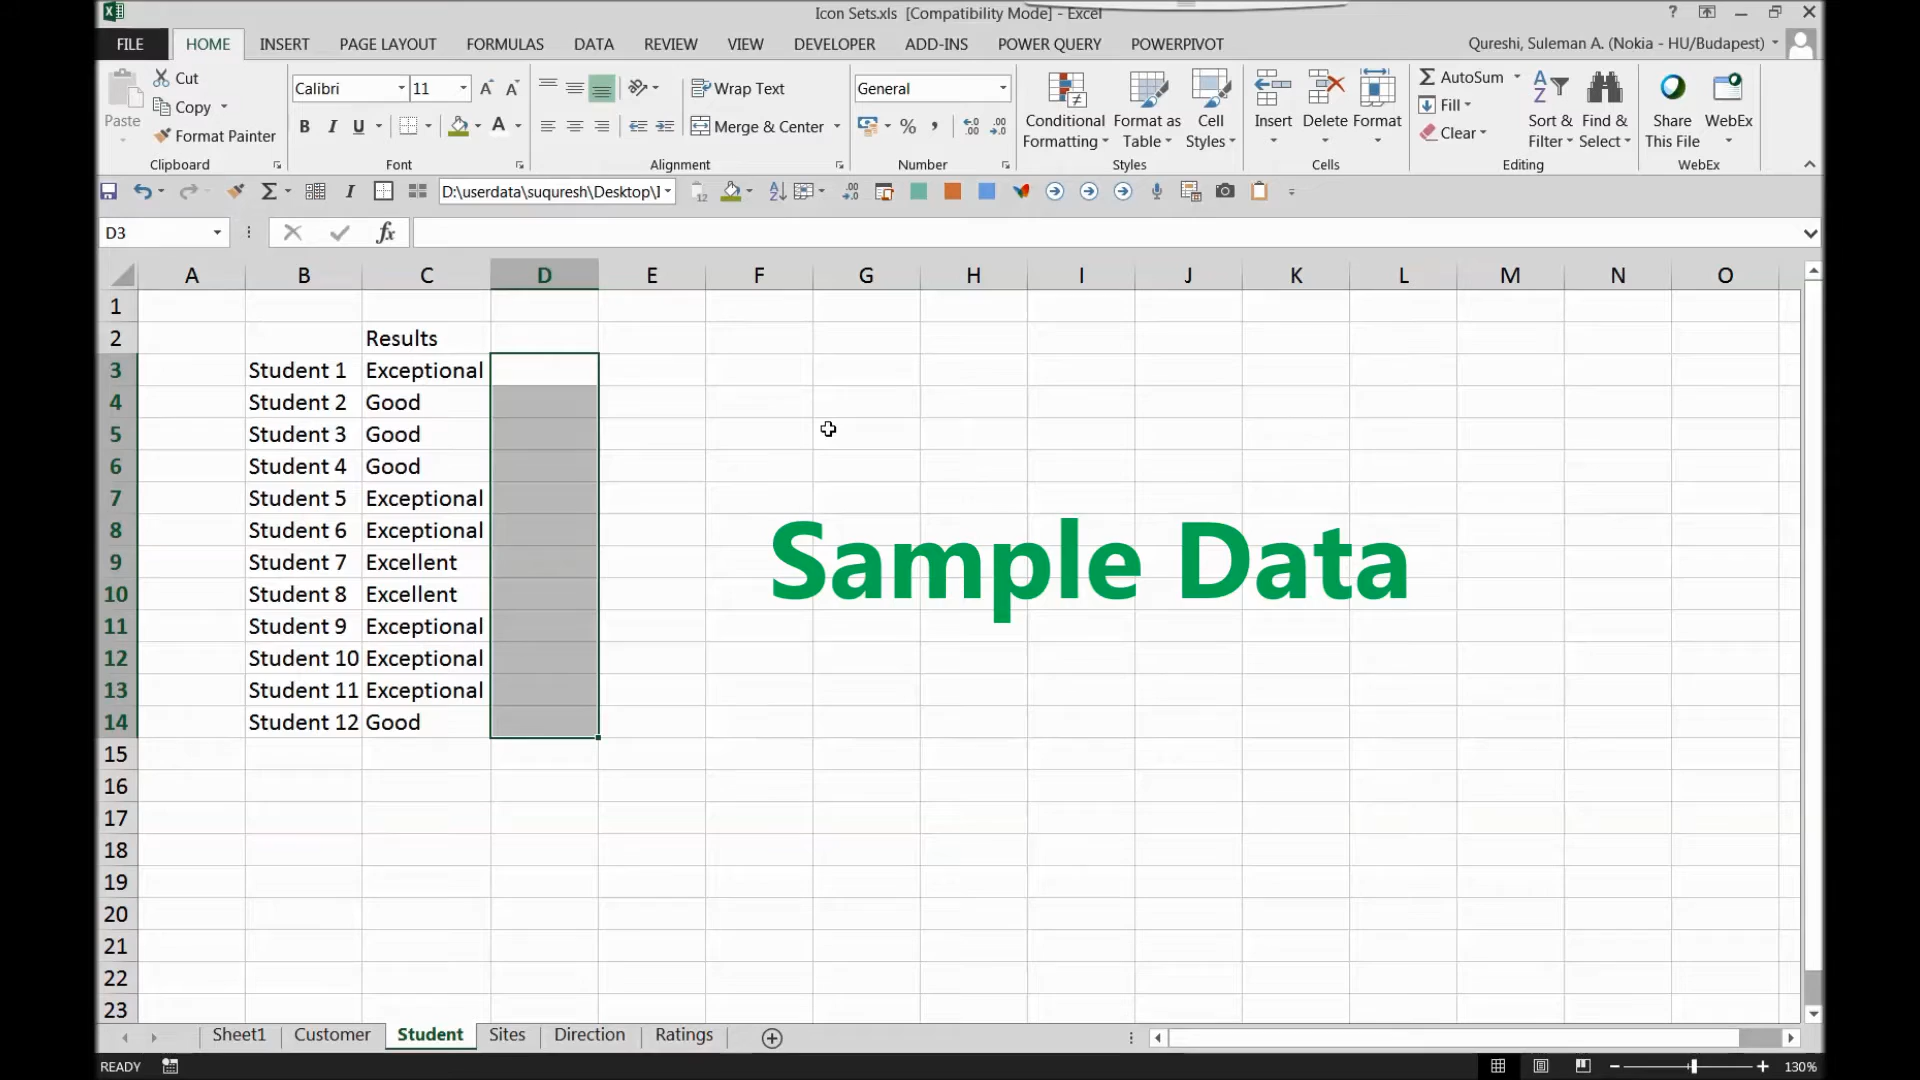 Icon Sets.xls [Compatibility Mode] - Excel
FILE HOME INSERT PAGE LAYOUT FORMULAS DATA REVIEW VIEW DEVELOPER ADD-INS POWER QUERY POWERPIVOT Qureshi, Suleman A. (Nokia - HU/Budapest)
Paste Cut
Copy
Format Painter
Clipboard
Calibri 11
B I U A
Font
Wrap Text
Merge & Center
Alignment
General
% ,
Number
Conditional Formatting
Format as Table
Cell Styles
Styles
Insert Delete Format
Cells
AutoSum
Fill
Clear
Sort & Filter
Find & Select
Editing
Share This File
WebEx
WebEx
D:\userdata\suquresh\Desktop\I
D3 fx
A B C D E F G H I J K L M N O
1
2 Results
3 Student 1 Exceptional
4 Student 2 Good
5 Student 3 Good
6 Student 4 Good
7 Student 5 Exceptional
8 Student 6 Exceptional
9 Student 7 Excellent
10 Student 8 Excellent
11 Student 9 Exceptional
12 Student 10 Exceptional
13 Student 11 Exceptional
14 Student 12 Good
15
16
17
18
19
20
21
22
23
Sample Data
Sheet1 Customer Student Sites Direction Ratings
READY 130%